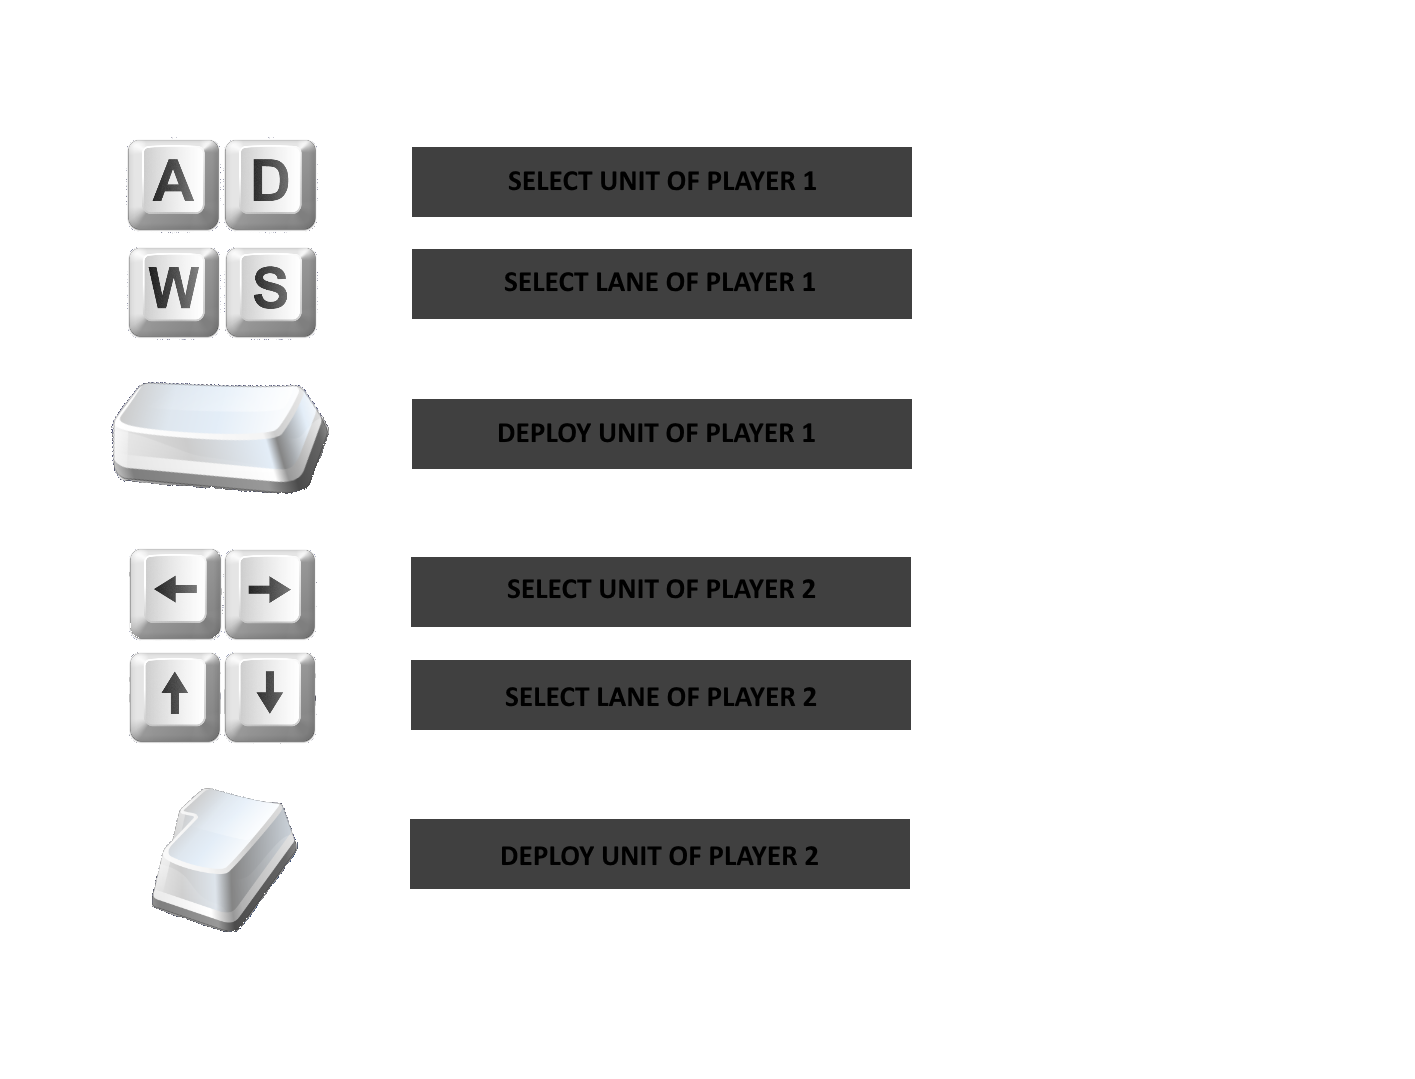 A D
SELECT UNIT OF PLAYER 1
W S
SELECT LANE OF PLAYER 1
DEPLOY UNIT OF PLAYER 1
← →
SELECT UNIT OF PLAYER 2
↑ ↓
SELECT LANE OF PLAYER 2
DEPLOY UNIT OF PLAYER 2